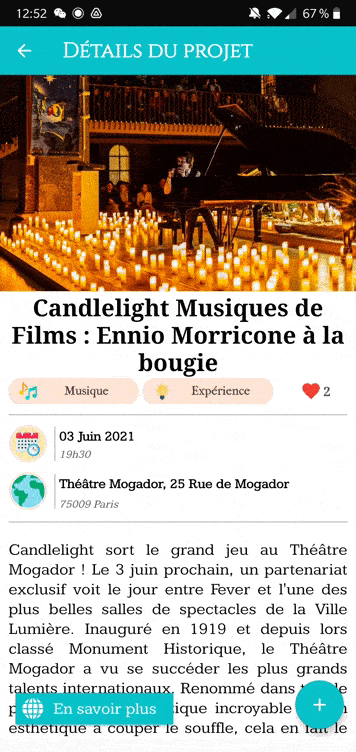 12:52
67 %
Détails du projet
Candlelight Musiques de
Films : Ennio Morricone à la
bougie
Musique
Expérience
2
03 Juin 2021
19h30
Théâtre Mogador, 25 Rue de Mogador
75009 Paris
Candlelight sort le grand jeu au Théâtre
Mogador ! Le 3 juin prochain, un partenariat
exclusif voit le jour entre Fever et l'une des
plus belles salles de spectacles de la Ville
Lumière. Inauguré en 1919 et depuis lors
classé Monument Historique, le Théâtre
Mogador a vu se succéder les plus grands
talents internationaux. Renommé dans
En savoir plus
tique incroyable
esthétique à couper le souffle, cela en fait le
+